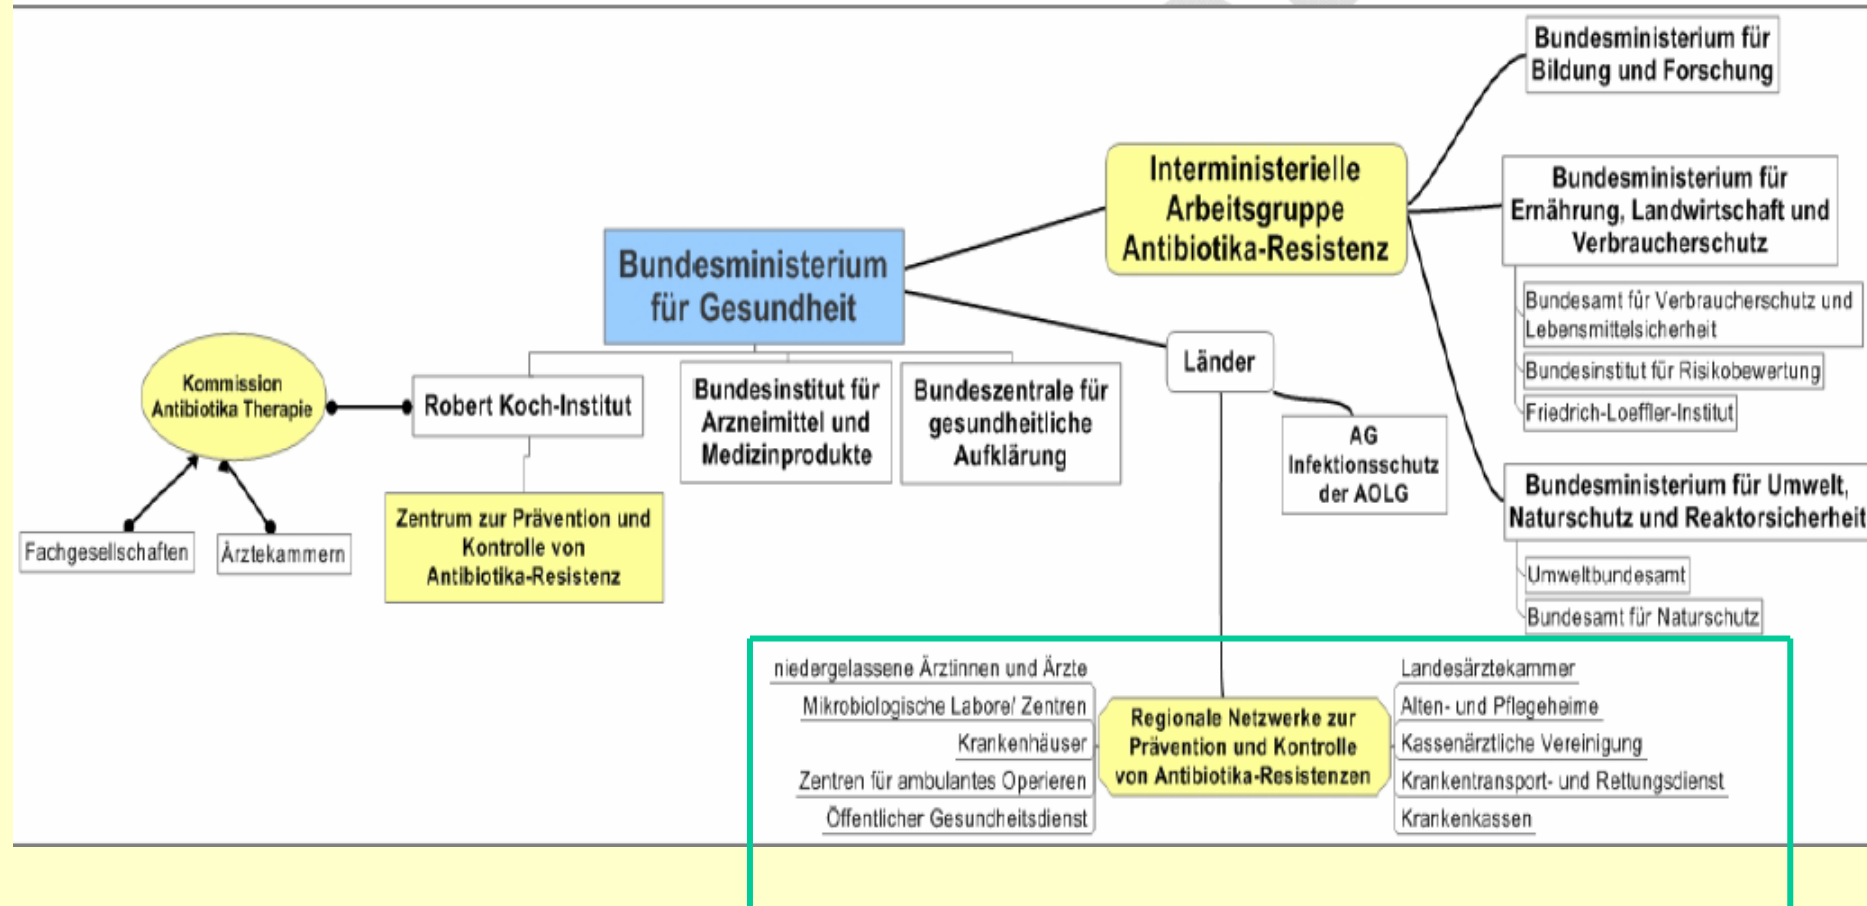 Bundesministerium für
Bildung und Forschung
Interministerielle
Arbeitsgruppe
Antibiotika-Resistenz
Bundesministerium für
Ernährung, Landwirtschaft und
Verbraucherschutz
Bundesamt für Verbraucherschutz und
Lebensmittelsicherheit
Bundesinstitut für Risikobewertung
Friedrich-Loeffler-Institut
Bundesministerium für Umwelt,
Naturschutz und Reaktorsicherheit
Umweltbundesamt
Bundesamt für Naturschutz
Bundesministerium
für Gesundheit
Länder
AG
Infektionsschutz
der AOLG
Kommission
Antibiotika Therapie
Robert Koch-Institut
Bundesinstitut für
Arzneimittel und
Medizinprodukte
Bundeszentrale für
gesundheitliche
Aufklärung
Fachgesellschaften
Ärztekammern
Zentrum zur Prävention und
Kontrolle von
Antibiotika-Resistenz
niedergelassene Ärztinnen und Ärzte
Mikrobiologische Labore/ Zentren
Krankenhäuser
Zentren für ambulantes Operieren
Öffentlicher Gesundheitsdienst
Regionale Netzwerke zur
Prävention und Kontrolle
von Antibiotika-Resistenzen
Landesärztekammer
Alten- und Pflegeheime
Kassenärztliche Vereinigung
Krankentransport- und Rettungsdienst
Krankenkassen